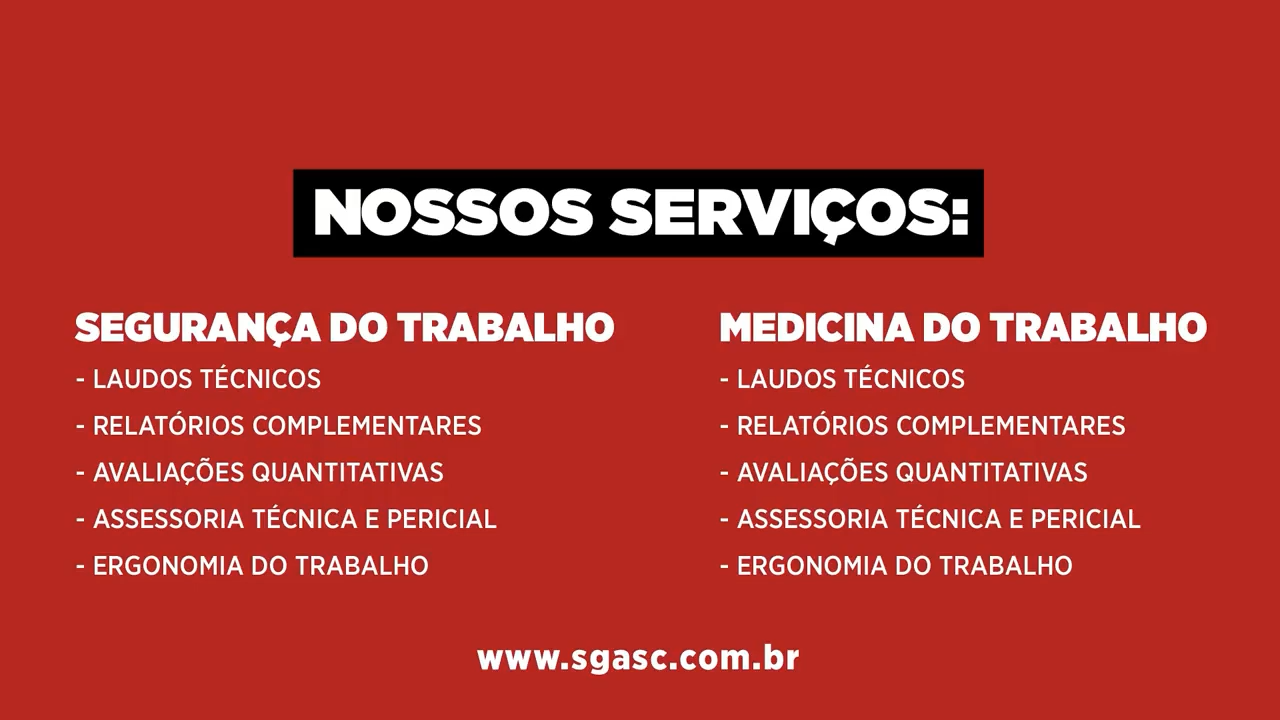 NOSSOS SERVIÇOS:
SEGURANÇA DO TRABALHO
- LAUDOS TÉCNICOS
- RELATÓRIOS COMPLEMENTARES
- AVALIAÇÕES QUANTITATIVAS
- ASSESSORIA TÉCNICA E PERICIAL
- ERGONOMIA DO TRABALHO
MEDICINA DO TRABALHO
- LAUDOS TÉCNICOS
- RELATÓRIOS COMPLEMENTARES
- AVALIAÇÕES QUANTITATIVAS
- ASSESSORIA TÉCNICA E PERICIAL
- ERGONOMIA DO TRABALHO
www.sgasc.com.br